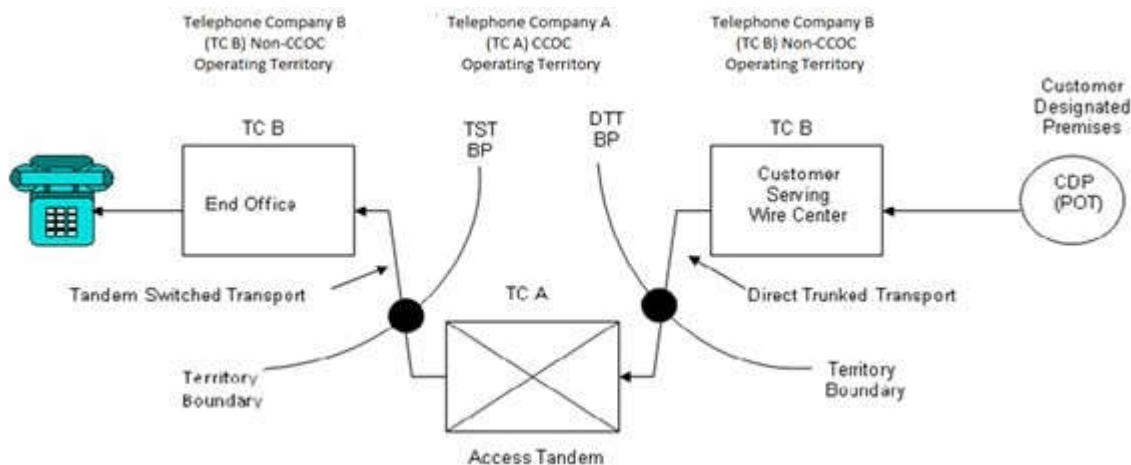 Telephone Company B
(TC B) Non-CCOC
Operating Territory
Telephone Company A
(TC A) CCOC
Operating Territory
Telephone Company B
(TC B) Non-CCOC
Operating Territory
Customer
Designated
Premises
TC B
TST
BP
DTT
BP
TC B
End Office
Customer
Serving
Wire Center
CDP
(POT)
Tandem Switched Transport
TC A
Direct Trunked Transport
Territory
Boundary
Territory
Boundary
Access Tandem